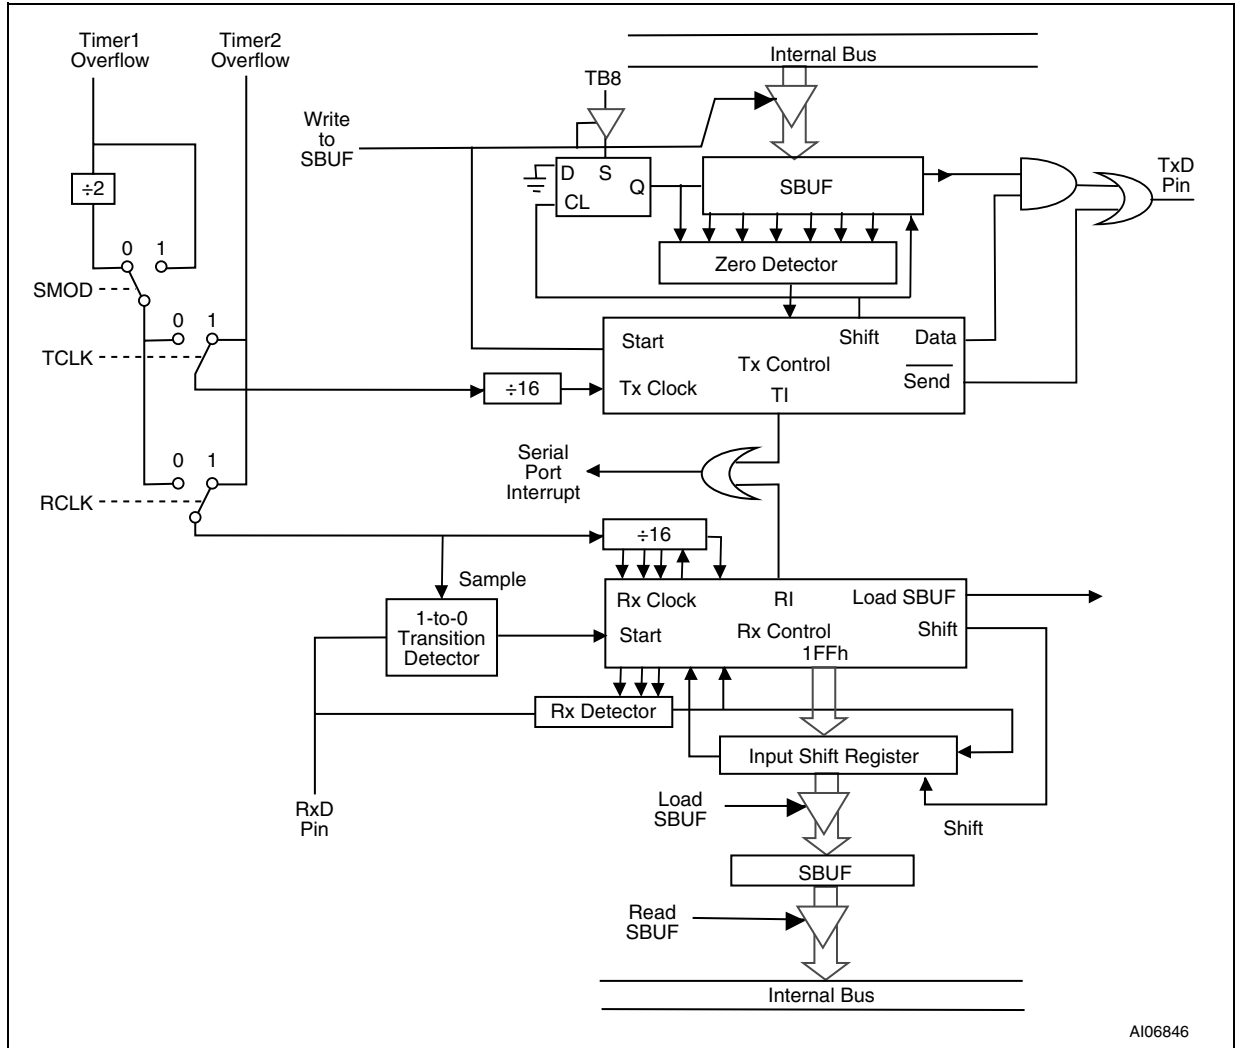 Timer1
Overflow
Timer2
Overflow
Internal Bus
TB8
Write
to
SBUF
D S
Q
CL
SBUF
TxD
Pin
÷2
Zero Detector
0 1
SMOD
0 1
TCLK
Start
Shift
Data
Tx Control
Tx Clock
Send
TI
÷16
Serial
Port
Interrupt
0 1
RCLK
÷16
Sample
Rx Clock
RI
Load SBUF
1-to-0
Transition
Detector
Start
Rx Control
Shift
1FFh
Rx Detector
Input Shift Register
RxD
Pin
Load
SBUF
Shift
SBUF
Read
SBUF
Internal Bus
AI06846